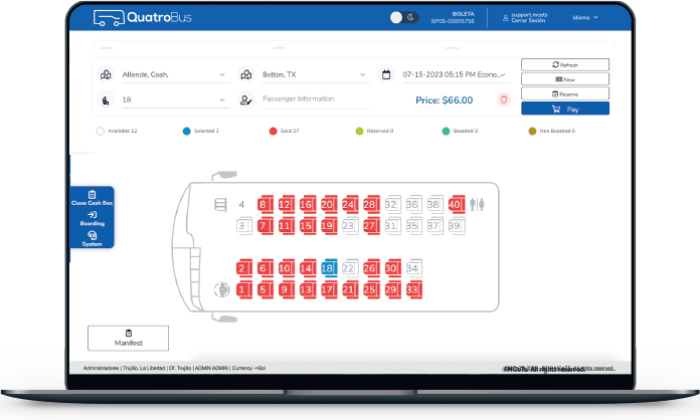 QuatroBus
BOLETA
BP05-00005756
support.mcets
Cerrar Sesión
Idioma
Allende, Coah.
Belton, TX
07-15-2023 05:15 PM Econo...
18
Passenger Information
Price: $66.00
Refresh
New
Reserve
Pay
Available 12
Selected 1
Sold 27
Reserved 0
Boarded 0
Non Boarded 0
Close Cash Box
Boarding
System
4 8 12 16 20 24 28 32 36 38 40
3 7 11 15 19 23 27 31 35 37 39
2 6 10 14 18 22 26 30 34
1 5 9 13 17 21 25 29 33
Manifest
Administradores | Trujillo, La Libertad | Of. Trujillo | ADMIN ADMIN | Currency ->Sol
All rights reserved.